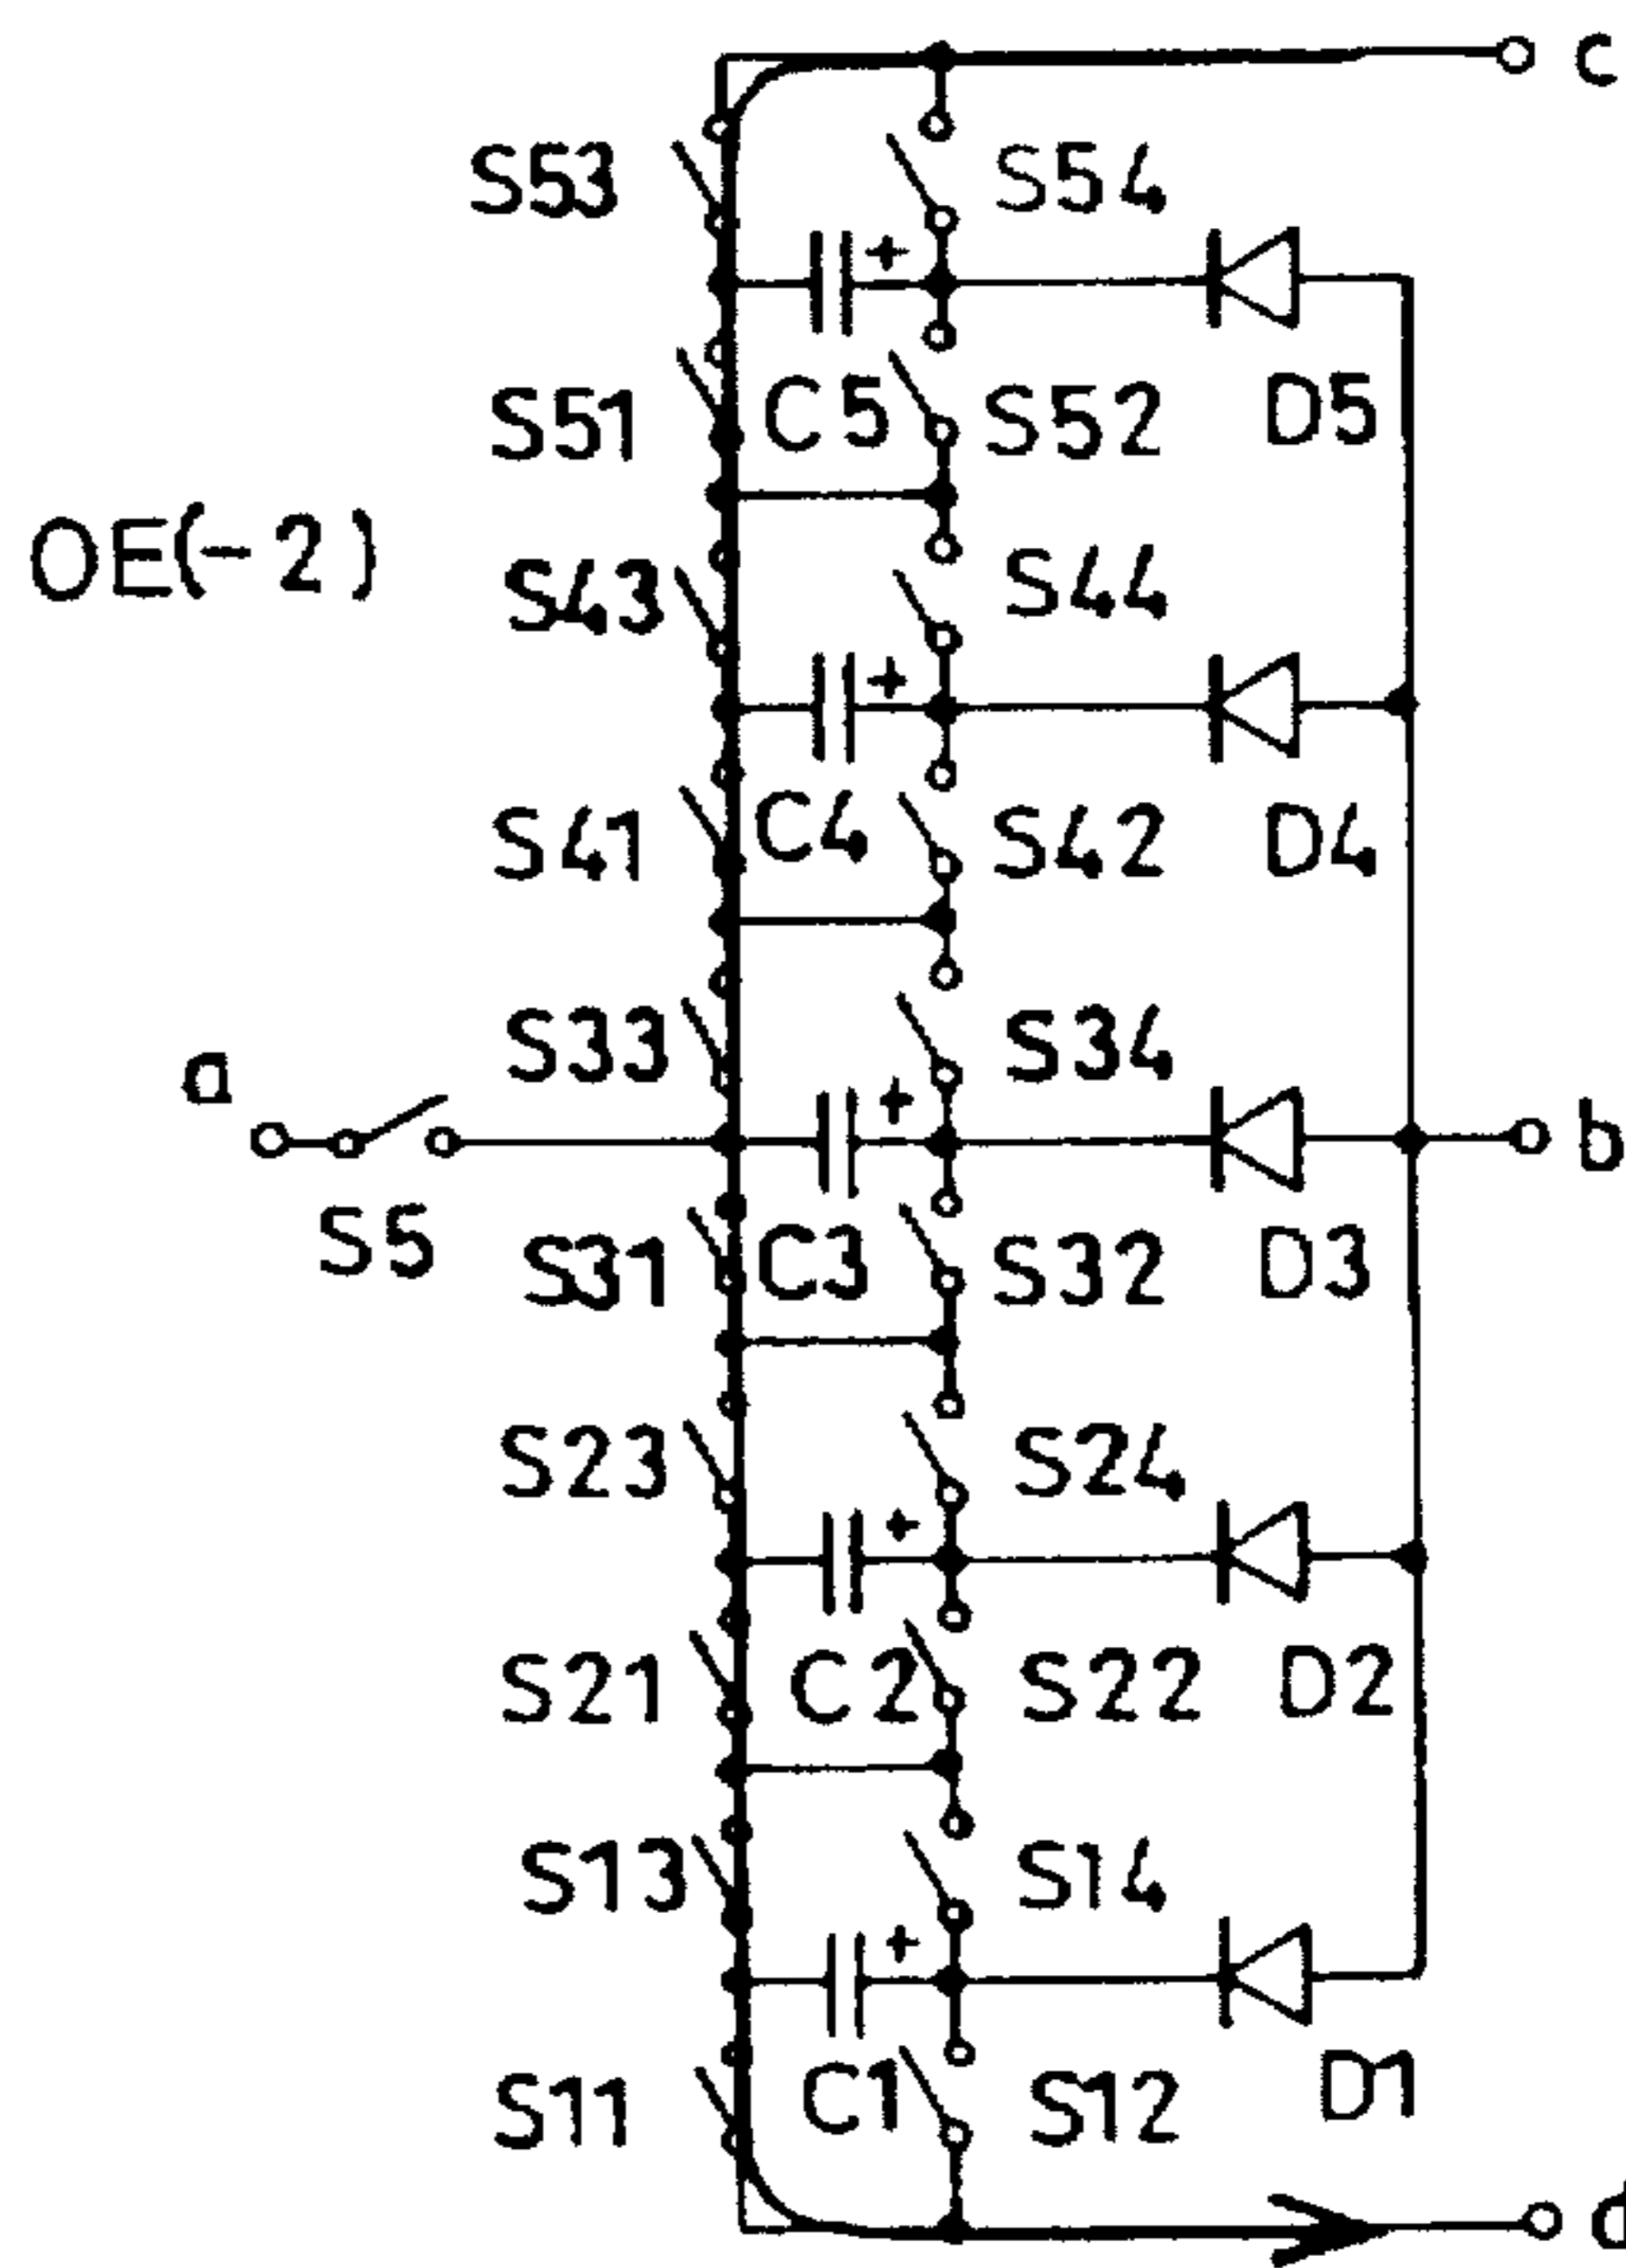 c
S53 S54
+
S51 C5 S52 D5
OE(-2)
S43 S44
+
S41 C4 S42 D4
S33 S34
a
+
b
S5
S31 C3 S32 D3
S23 S24
+
S21 C2 S22 D2
S13 S14
+
S11 C1 S12 D1